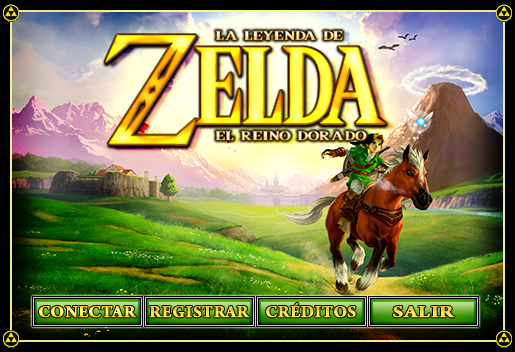 LA LEYENDA DE
ZELDA
EL REINO DORADO
CONECTAR REGISTRAR CRÉDITOS SALIR